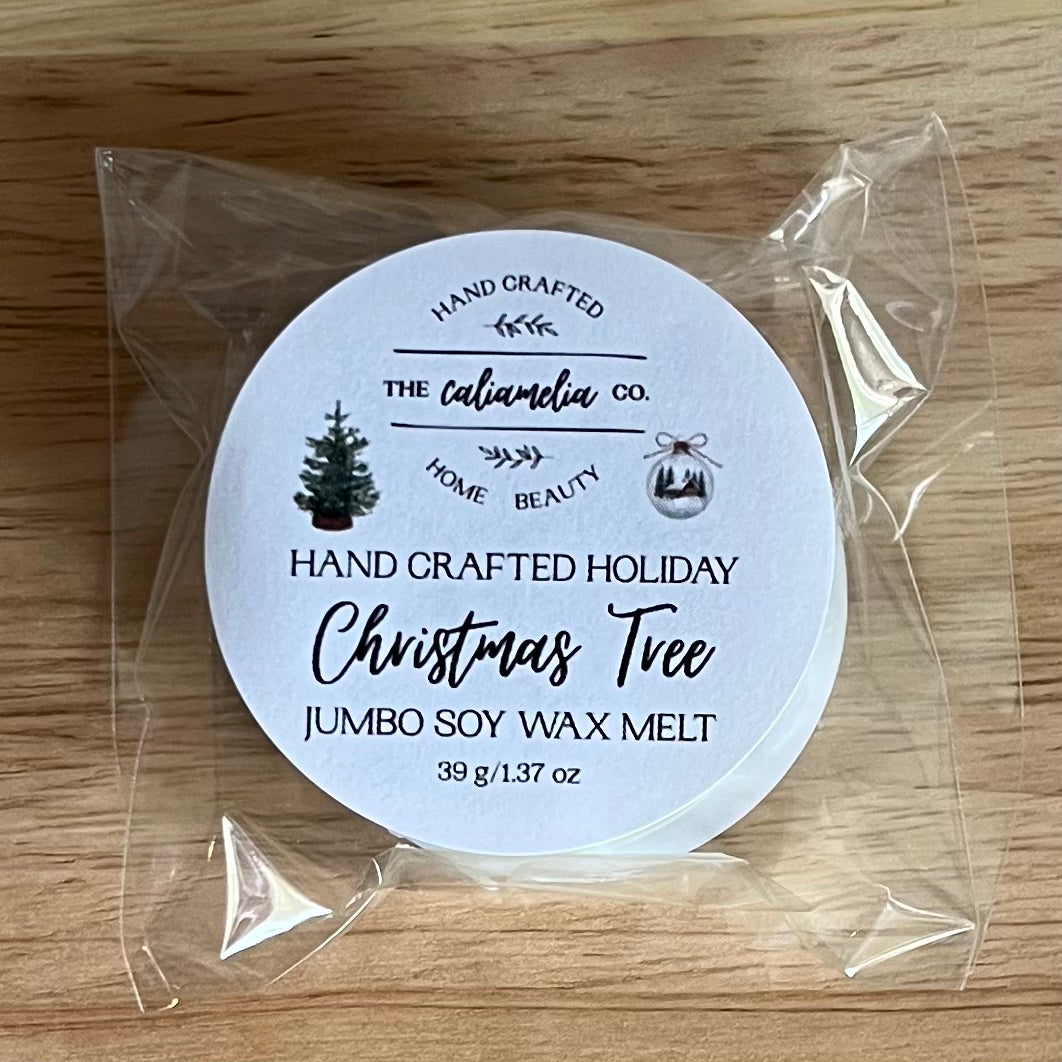 HAND CRAFTED
THE caliamelia CO.
HOME BEAUTY
HAND CRAFTED HOLIDAY
Christmas Tree
JUMBO SOY WAX MELT
39 g/1.37 oz